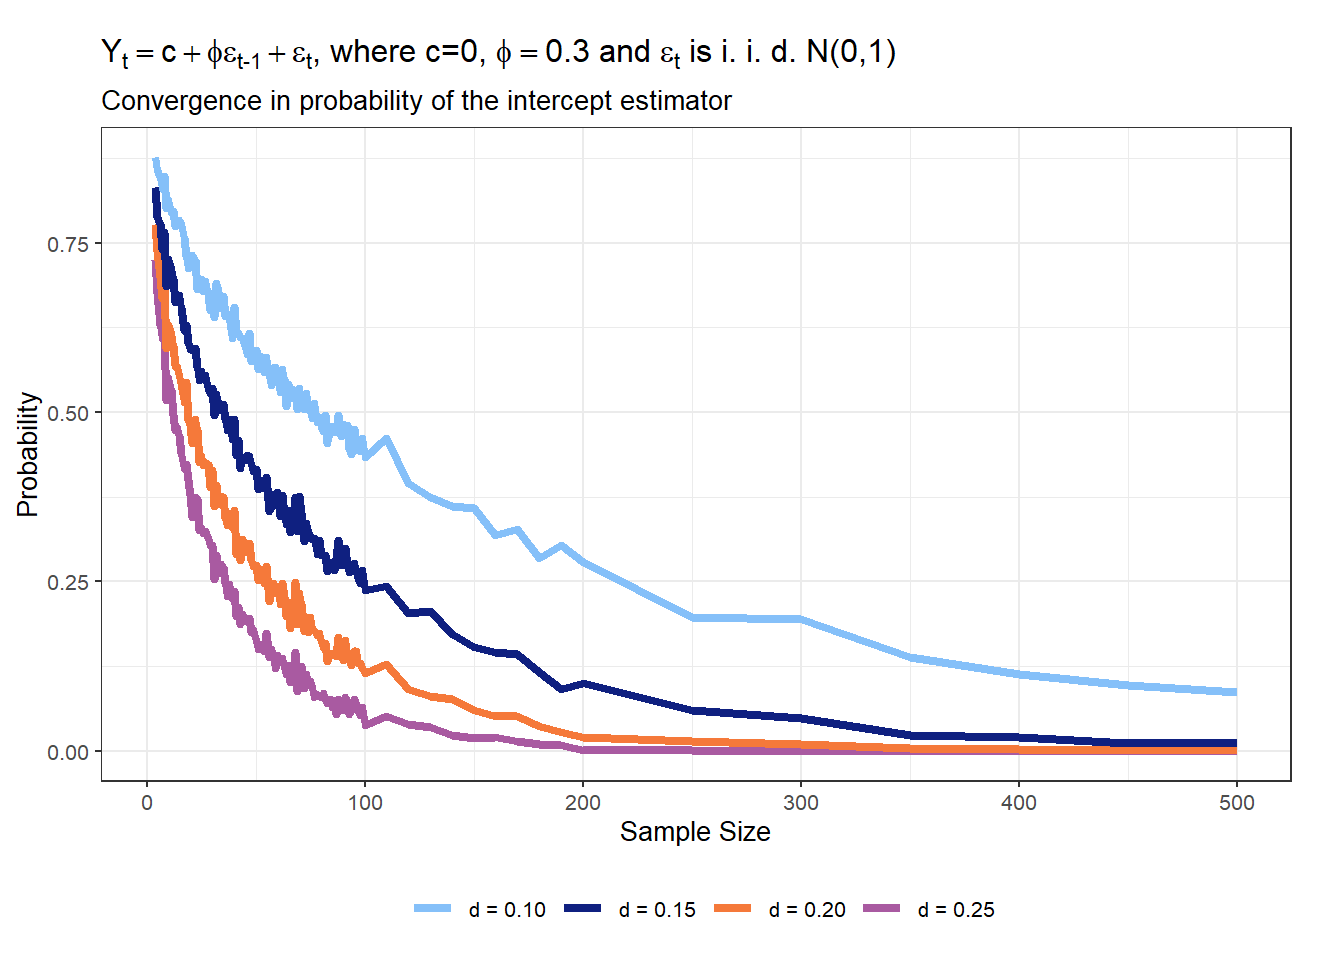 Yt = c + ϕεt-1 + εt, where c=0, ϕ = 0.3 and εt is i. i. d. N(0,1)
Convergence in probability of the intercept estimator
Probability
0.75
0.50
0.25
0.00
0 100 200 300 400 500
Sample Size
d = 0.10 d = 0.15 d = 0.20 d = 0.25